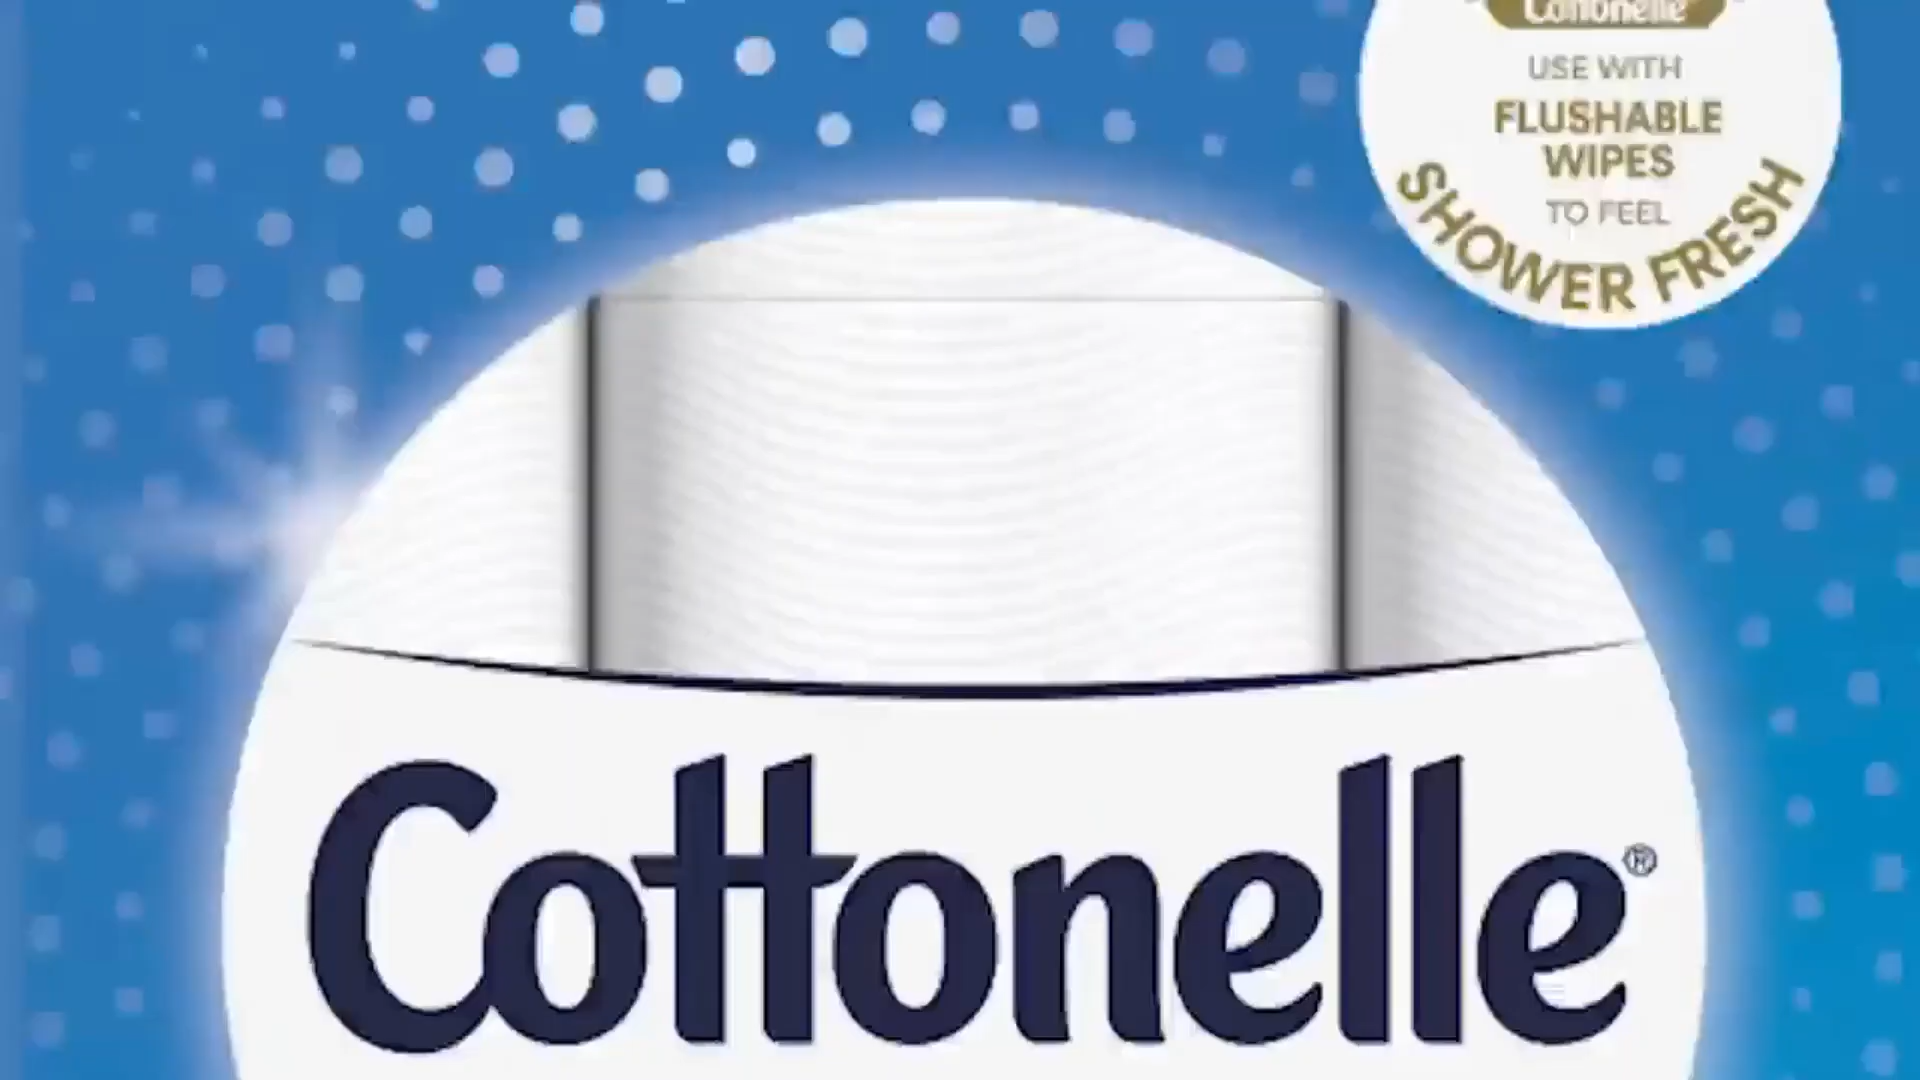 Cottonelle
USE WITH
FLUSHABLE
WIPES
TO FEEL
SHOWER FRESH
Cottonelle®